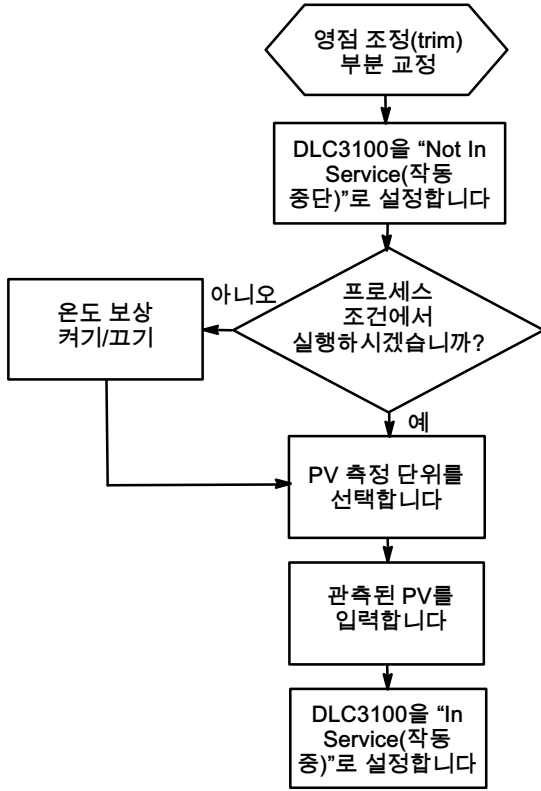 영점 조정(trim)
부분 교정
DLC3100을 “Not In
Service(작동
중단)”로 설정합니다
프로세스
조건에서
실행하시겠습니까?
아니오
온도 보상
켜기/끄기
예
PV 측정 단위를
선택합니다
관측된 PV를
입력합니다
DLC3100을 “In
Service(작동
중)”로 설정합니다